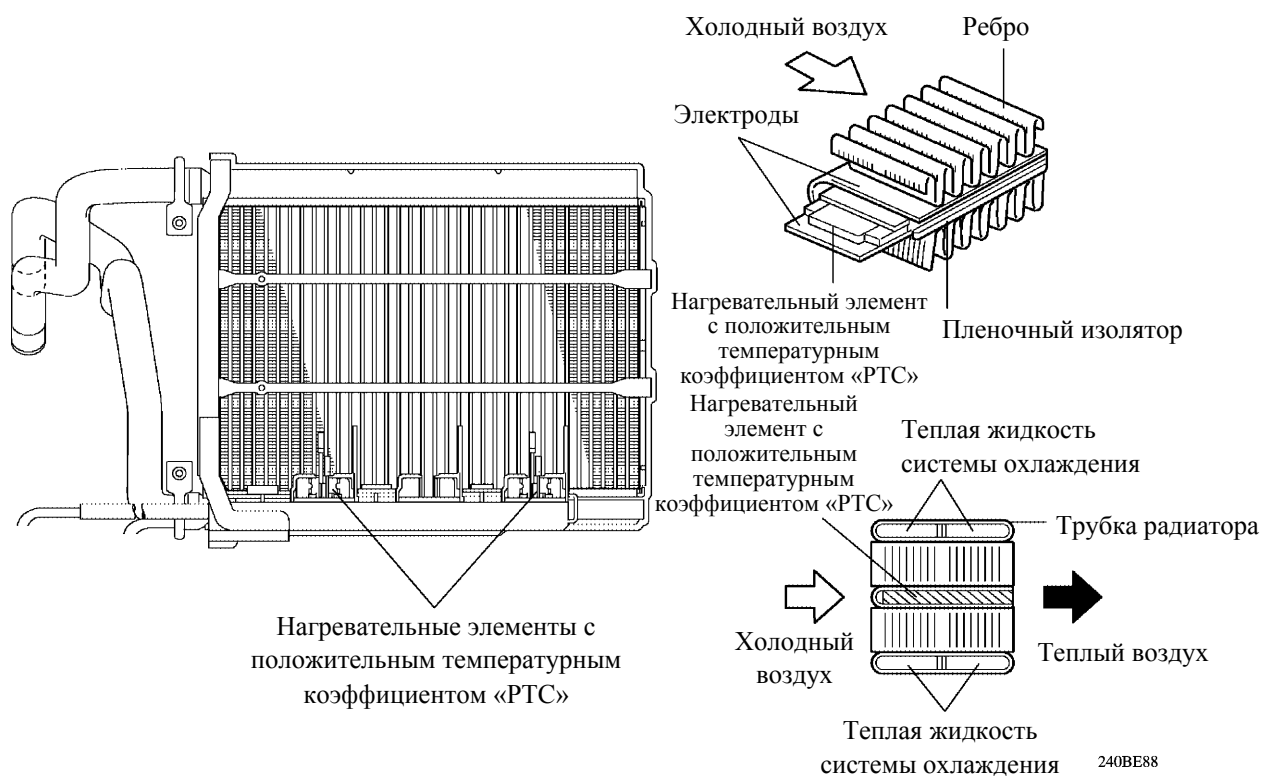 Холодный воздух
Ребро
Электроды
Нагревательный элемент
с положительным
температурным
коэффициентом «PTC»
Пленочный изолятор
Нагревательный
элемент с
положительным
температурным
коэффициентом «PTC»
Теплая жидкость
системы охлаждения
Трубка радиатора
Холодный
воздух
Теплый воздух
Теплая жидкость
системы охлаждения
Нагревательные элементы с
положительным температурным
коэффициентом «PTC»
240BE88